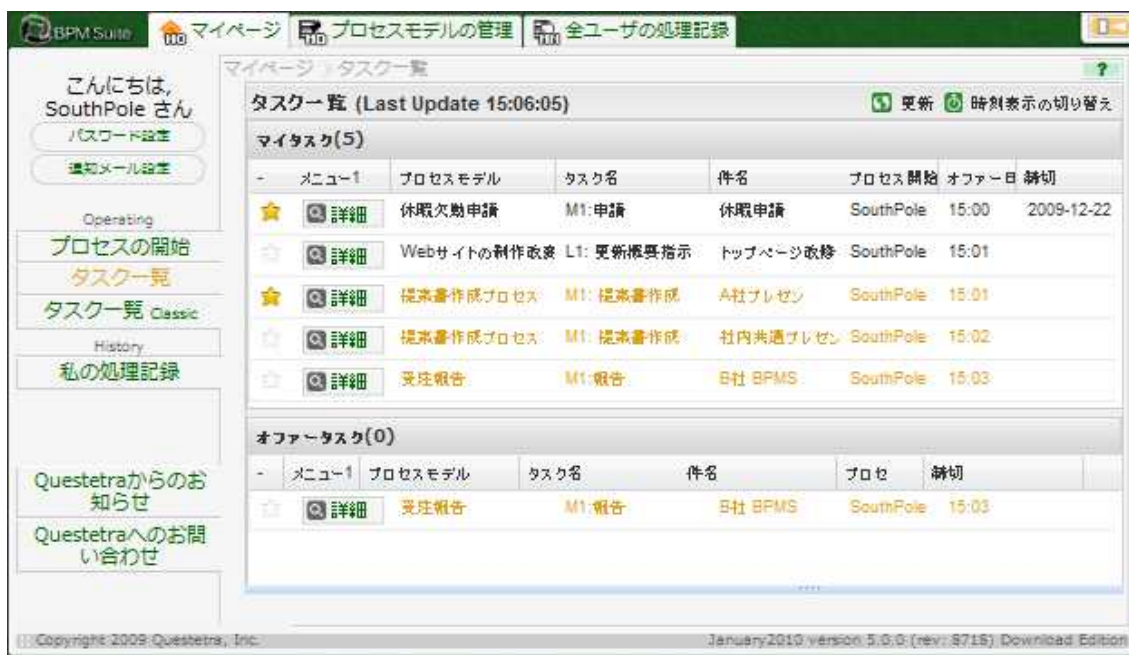 BPM Suite マイページ プロセスモデルの管理 全ユーザの処理記録
マイページ 〉 タスク一覧
?
こんにちは,
SouthPole さん
パスワード設定
通知メール設定
Operating
プロセスの開始
タスク一覧
タスク一覧 Classic
History
私の処理記録
Questetraからのお
知らせ
Questetraへのお問
い合わせ
タスク一覧 (Last Update 15:06:05) 更新 時刻表示の切り替え
マイタスク(5)
- メニュー1 プロセスモデル タスク名 件名 プロセス開始 オファー日 締切
詳細 休暇欠勤申請 M1:申請 休暇申請 SouthPole 15:00 2009-12-22
詳細 Webサイトの制作改変 L1: 更新概要指示 トップページ改修 SouthPole 15:01
詳細 提案書作成プロセス M1: 提案書作成 A社プレゼン SouthPole 15:01
詳細 提案書作成プロセス M1: 提案書作成 社内共通プレゼン SouthPole 15:02
詳細 受注報告 M1:報告 B社 BPMS SouthPole 15:03
オファータスク(0)
- メニュー1 プロセスモデル タスク名 件名 プロセ 締切
詳細 受注報告 M1:報告 B社 BPMS SouthPole 15:03
Copyright 2009 Questetra, Inc. January2010 version 5.0.0 (rev: 8718) Download Edition